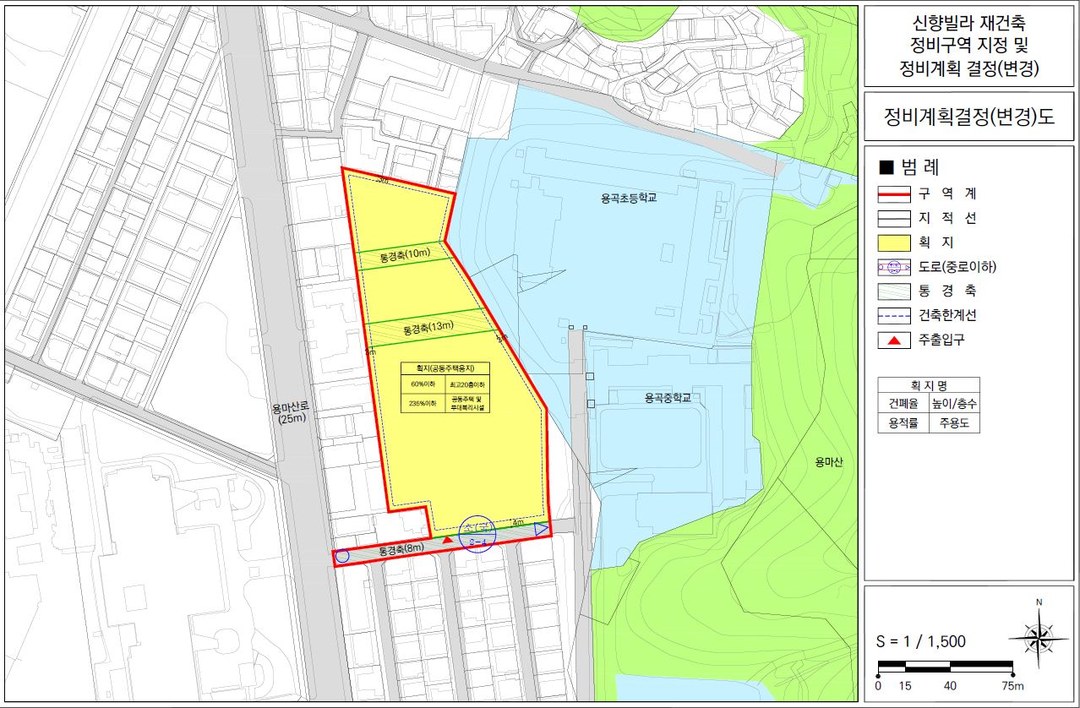 신향빌라 재건축
정비구역 지정 및
정비계획 결정(변경)
정비계획결정(변경)도
범 례
구 역 계
지 적 선
획 지
도로(중로이하)
통 경 축
건축한계선
주출입구
획 지 명
건폐율 높이/층수
용적률 주용도
용곡초등학교
3m
통경축(10m)
통경축(13m)
3m
획지(공동주택용지)
60%이하 최고20층이하
235%이하 공동주택 및
부대복리시설
용마산로
(25m)
용곡중학교
용마산
4m
통경축(8m)
N
S = 1 / 1,500
0 15 40 75m